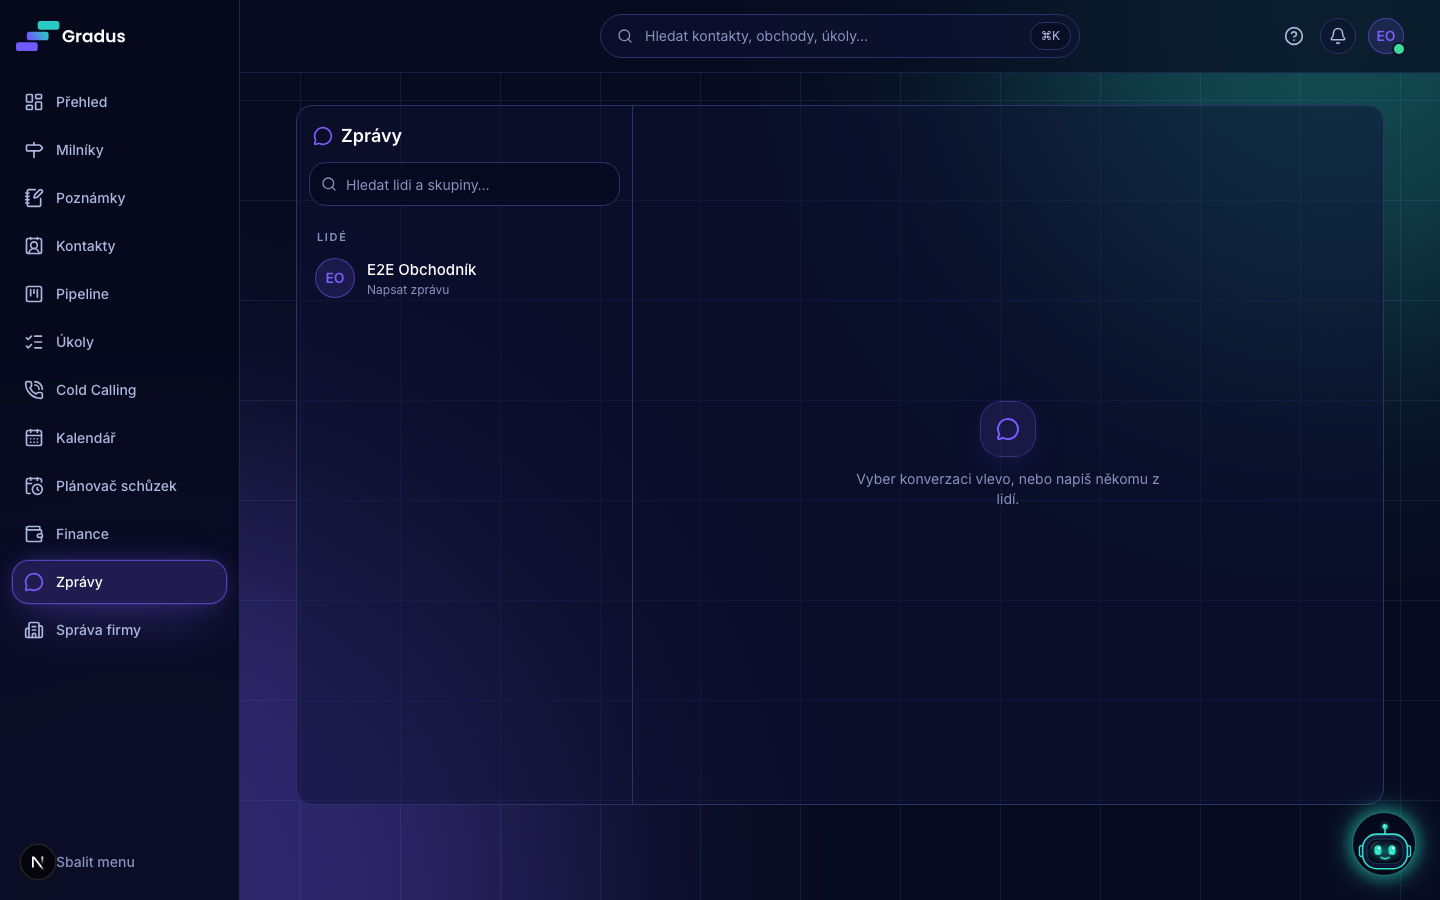 Gradus
Hledat kontakty, obchody, úkoly...
⌘K
EO
Přehled
Milníky
Poznámky
Kontakty
Pipeline
Úkoly
Cold Calling
Kalendář
Plánovač schůzek
Finance
Zprávy
Správa firmy
N
Sbalit menu
Zprávy
Hledat lidi a skupiny...
LIDÉ
EO
E2E Obchodník
Napsat zprávu
Vyber konverzaci vlevo, nebo napiš někomu z
lidí.